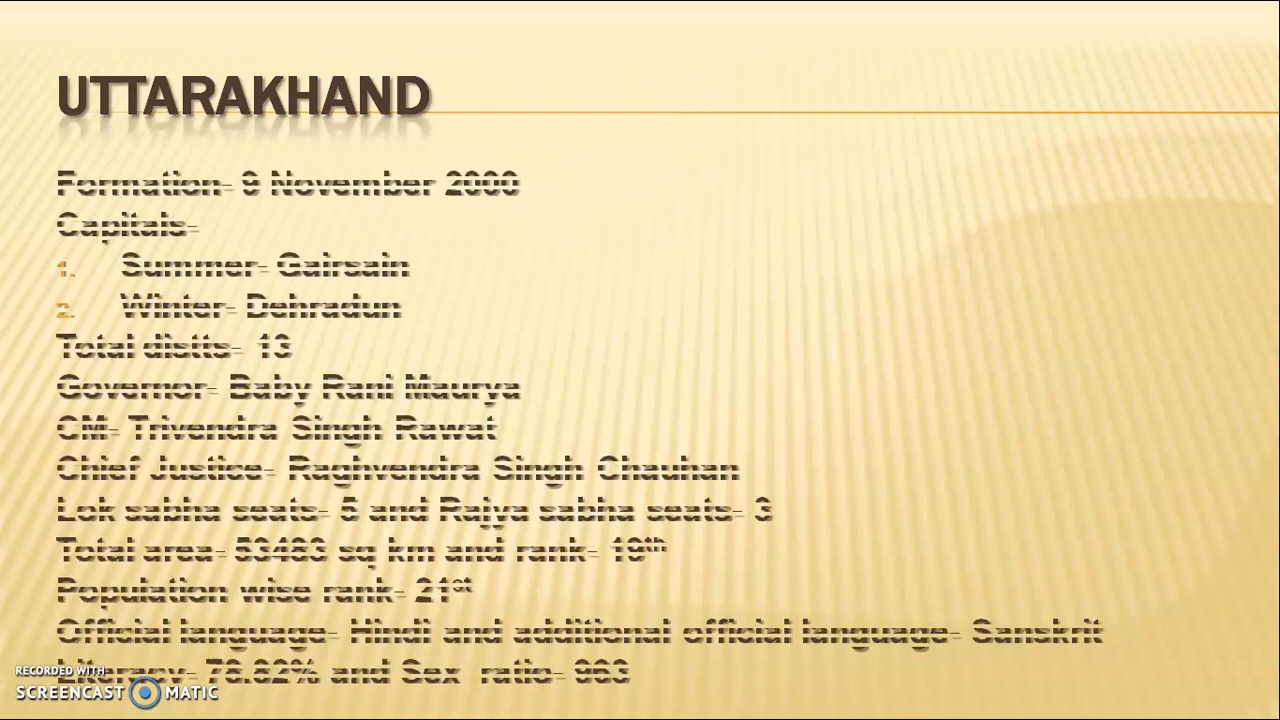 UTTARAKHAND
Formation- 9 November 2000
Capitals-
1. Summer- Gairsain
2. Winter- Dehradun
Total distts- 13
Governor- Baby Rani Maurya
CM- Trivendra Singh Rawat
Chief Justice- Raghvendra Singh Chauhan
Lok sabha seats- 5 and Rajya sabha seats- 3
Total area- 53483 sq km and rank- 19th
Population wise rank- 21st
Official language- Hindi and additional official language- Sanskrit
Literacy- 78.82% and Sex ratio- 963
RECORDED WITH
SCREENCAST MATIC